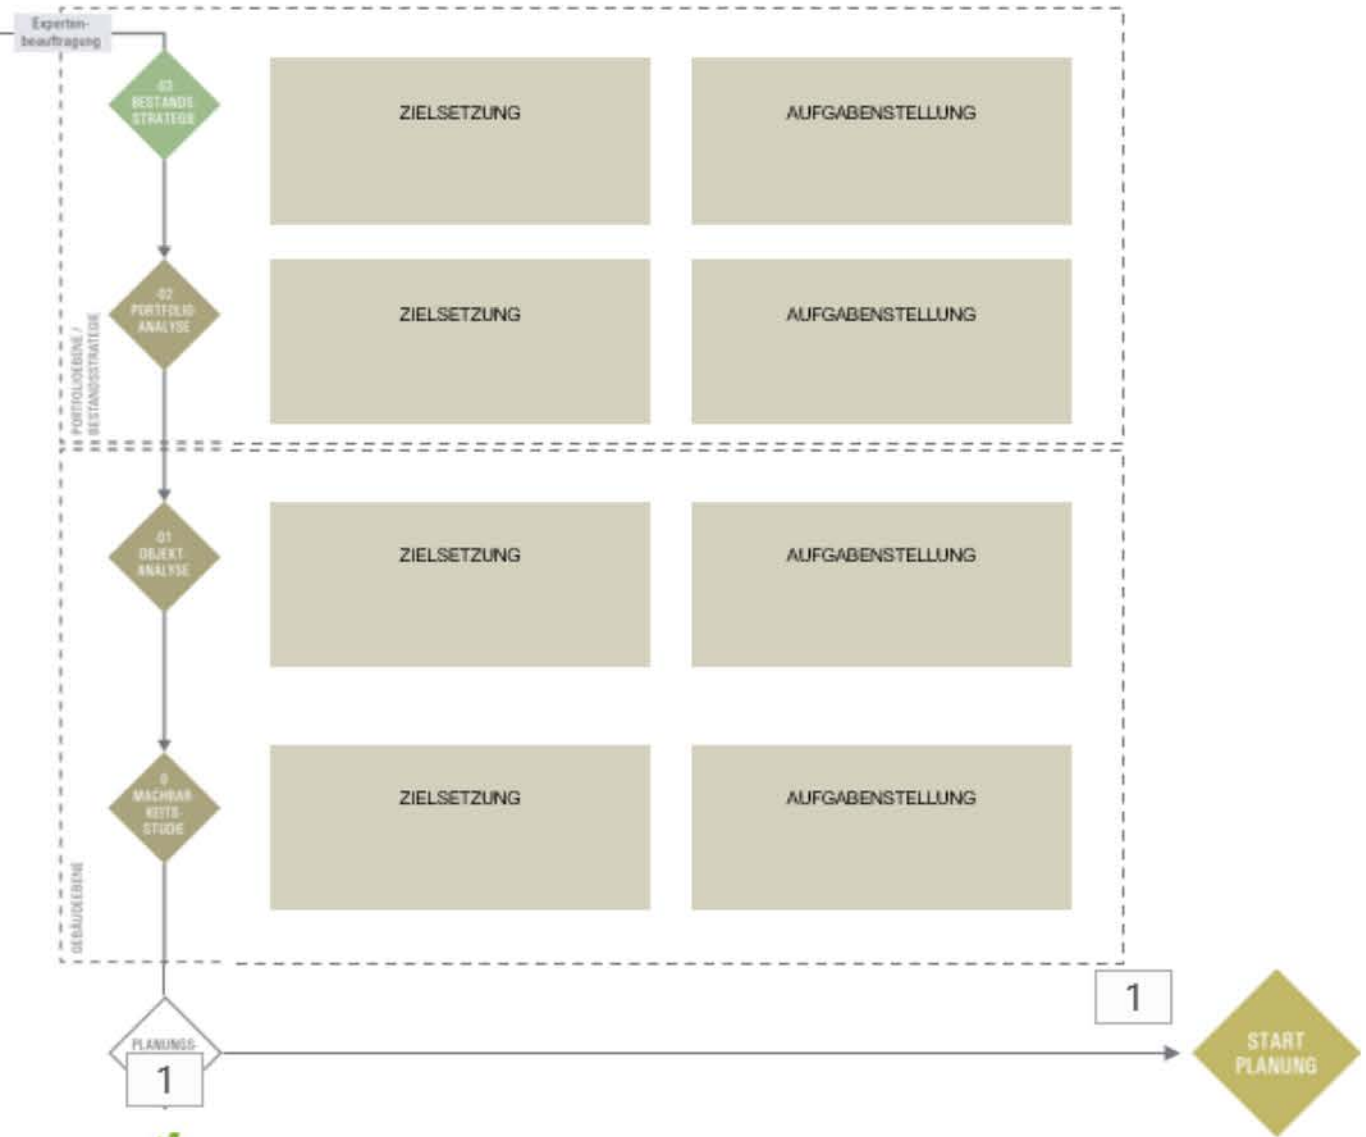 Experten-
beauftragung
03
BESTANDS
STRATEGIE
ZIELSETZUNG
AUFGABENSTELLUNG
02
PORTFOLIO
ANALYSE
ZIELSETZUNG
AUFGABENSTELLUNG
PORTFOLIOEBENE /
BESTANDSSTRATEGIE
01
OBJEKT
ANALYSE
ZIELSETZUNG
AUFGABENSTELLUNG
0
MACHBAR
KEITS-
STUDIE
ZIELSETZUNG
AUFGABENSTELLUNG
GEBÄUDEEBENE
1
PLANUNGS-
1
START
PLANUNG